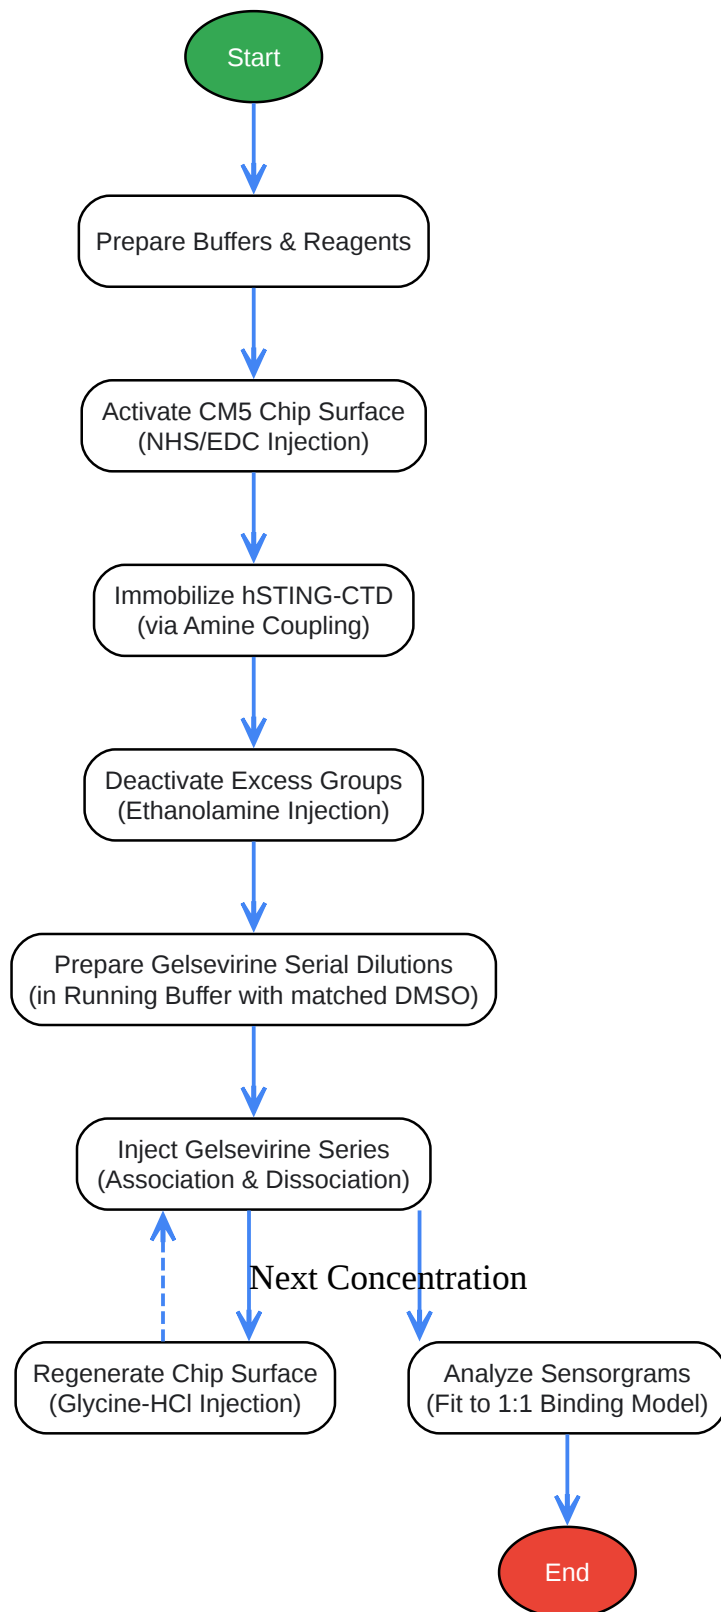 Start
Prepare Buffers & Reagents
Activate CM5 Chip Surface
(NHS/EDC Injection)
Immobilize hSTING-CTD
(via Amine Coupling)
Deactivate Excess Groups
(Ethanolamine Injection)
Prepare Gelsevirine Serial Dilutions
(in Running Buffer with matched DMSO)
Inject Gelsevirine Series
(Association & Dissociation)
Next Concentration
Regenerate Chip Surface
(Glycine-HCl Injection)
Analyze Sensorgrams
(Fit to 1:1 Binding Model)
End